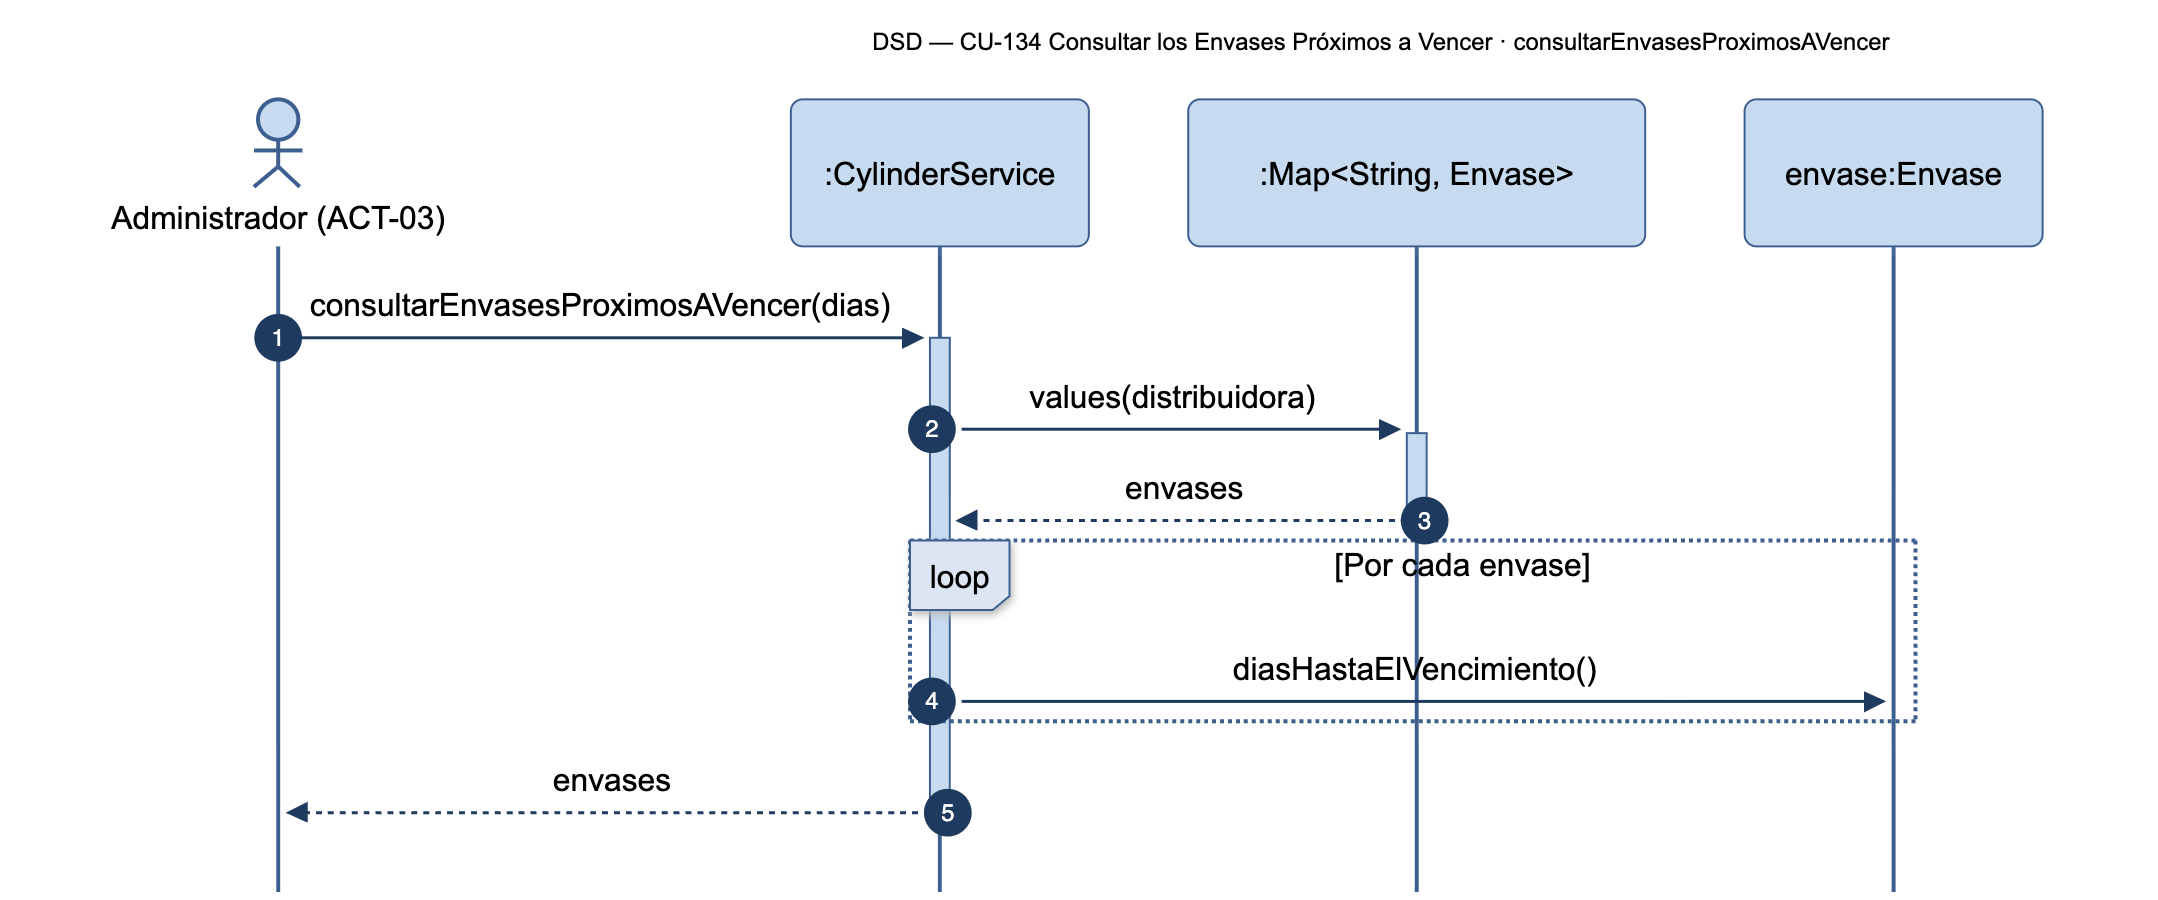 DSD — CU-134 Consultar los Envases Próximos a Vencer · consultarEnvasesProximosAVencer
Administrador (ACT-03)
:CylinderService
:Map<String, Envase>
envase:Envase
consultarEnvasesProximosAVencer(dias)
1
values(distribuidora)
2
envases
3
loop
[Por cada envase]
diasHastaElVencimiento()
4
envases
5